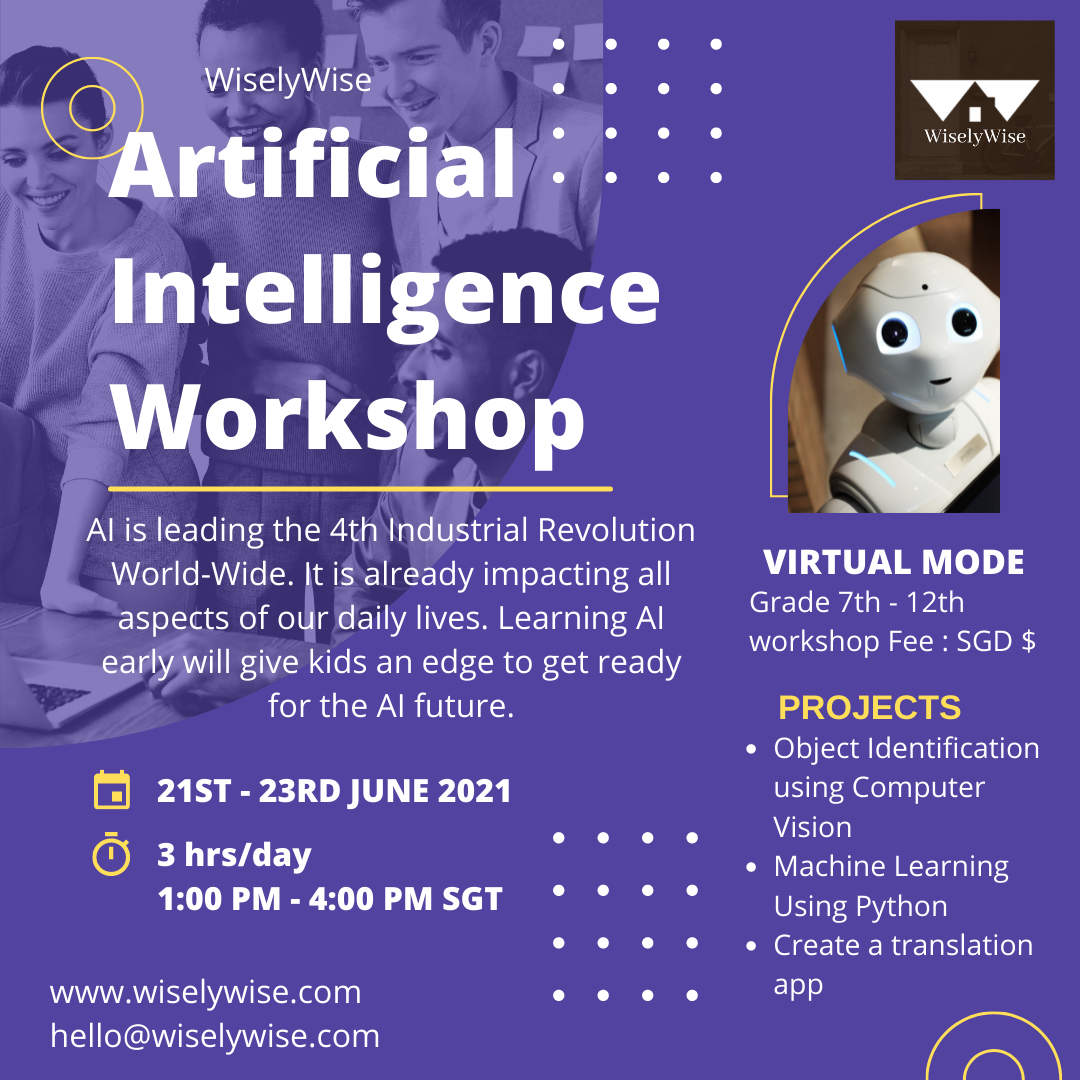 WiselyWise
Artificial
Intelligence
Workshop
AI is leading the 4th Industrial Revolution
World-Wide. It is already impacting all
aspects of our daily lives. Learning AI
early will give kids an edge to get ready
for the AI future.
21ST - 23RD JUNE 2021
3 hrs/day
1:00 PM - 4:00 PM SGT
www.wiselywise.com
hello@wiselywise.com
WiselyWise
VIRTUAL MODE
Grade 7th - 12th
workshop Fee : SGD $
PROJECTS
• Object Identification
using Computer
Vision
• Machine Learning
Using Python
• Create a translation
app